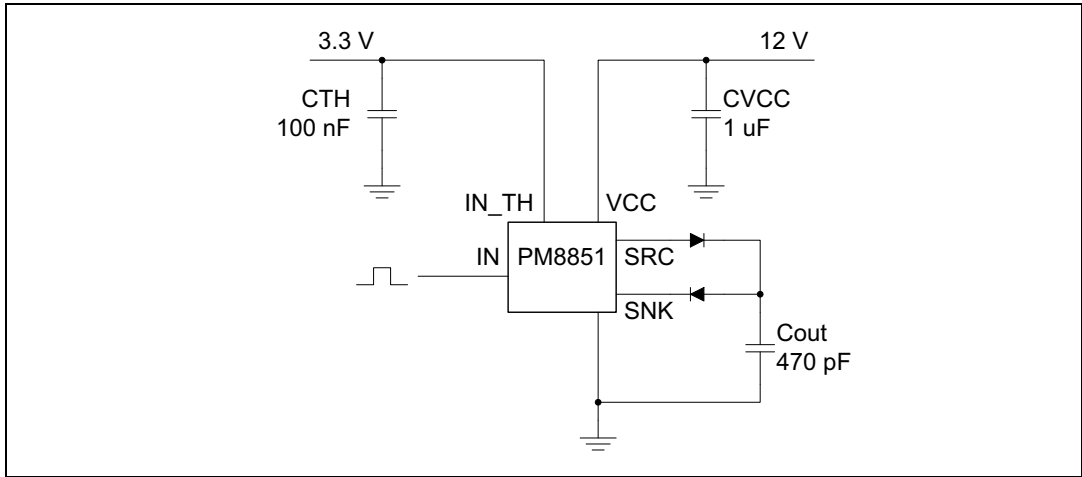 3.3 V
12 V
CTH
100 nF
CVCC
1 uF
IN_TH
VCC
IN
PM8851
SRC
SNK
Cout
470 pF